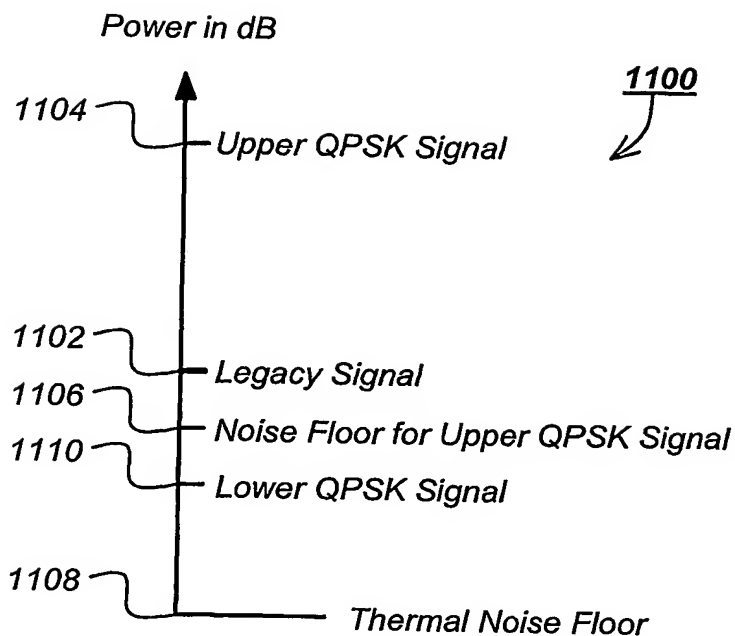 Power in dB
1100
1104
Upper QPSK Signal
1102
Legacy Signal
1106
Noise Floor for Upper QPSK Signal
1110
Lower QPSK Signal
1108
Thermal Noise Floor